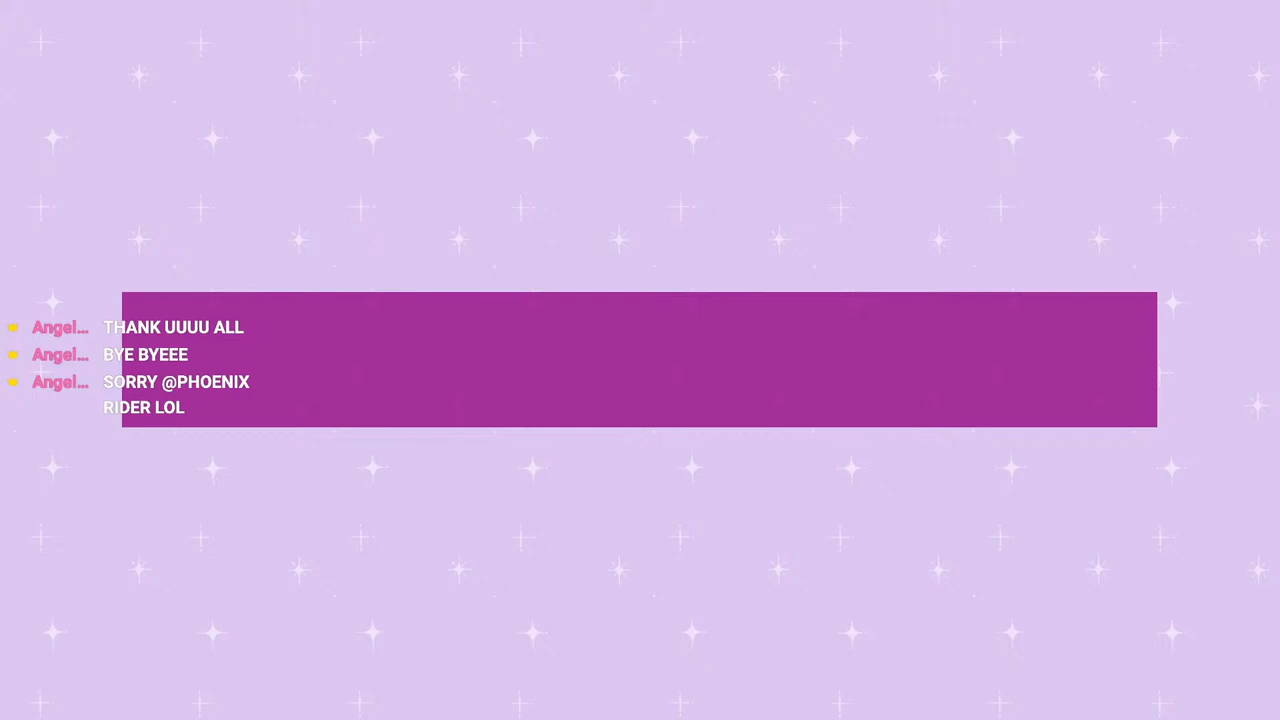 Angel... THANK UUUU ALL
Angel... BYE BYEEE
Angel... SORRY @PHOENIX
RIDER LOL